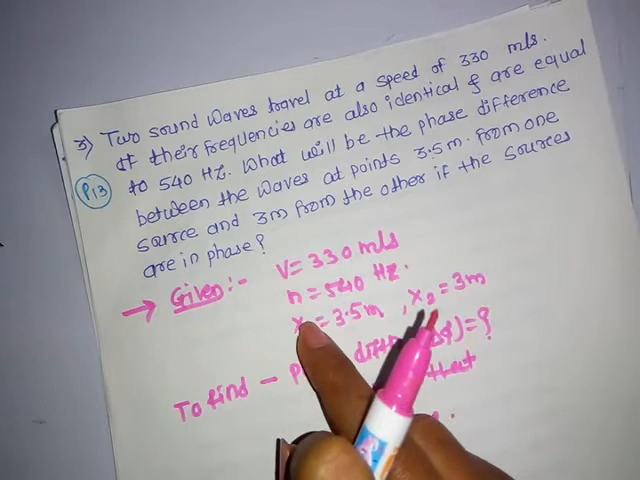 3) Two sound waves travel at a speed of 330 m/s.
If their frequencies are also identical & are equal
to 540 Hz. What will be the phase difference
P13
between the waves at points 3.5m. from one
source and 3m from the other if the sources
are in phase?
→ Given:- V=330 m/s
n=540 Hz.
x = 3.5m, x2 = 3m
To find -